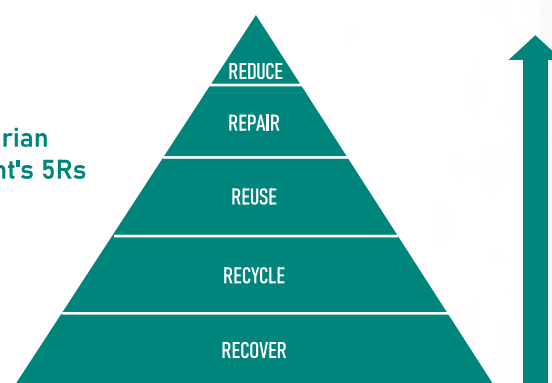 REDUCE
REPAIR
rian
nt's 5Rs
REUSE
RECYCLE
RECOVER